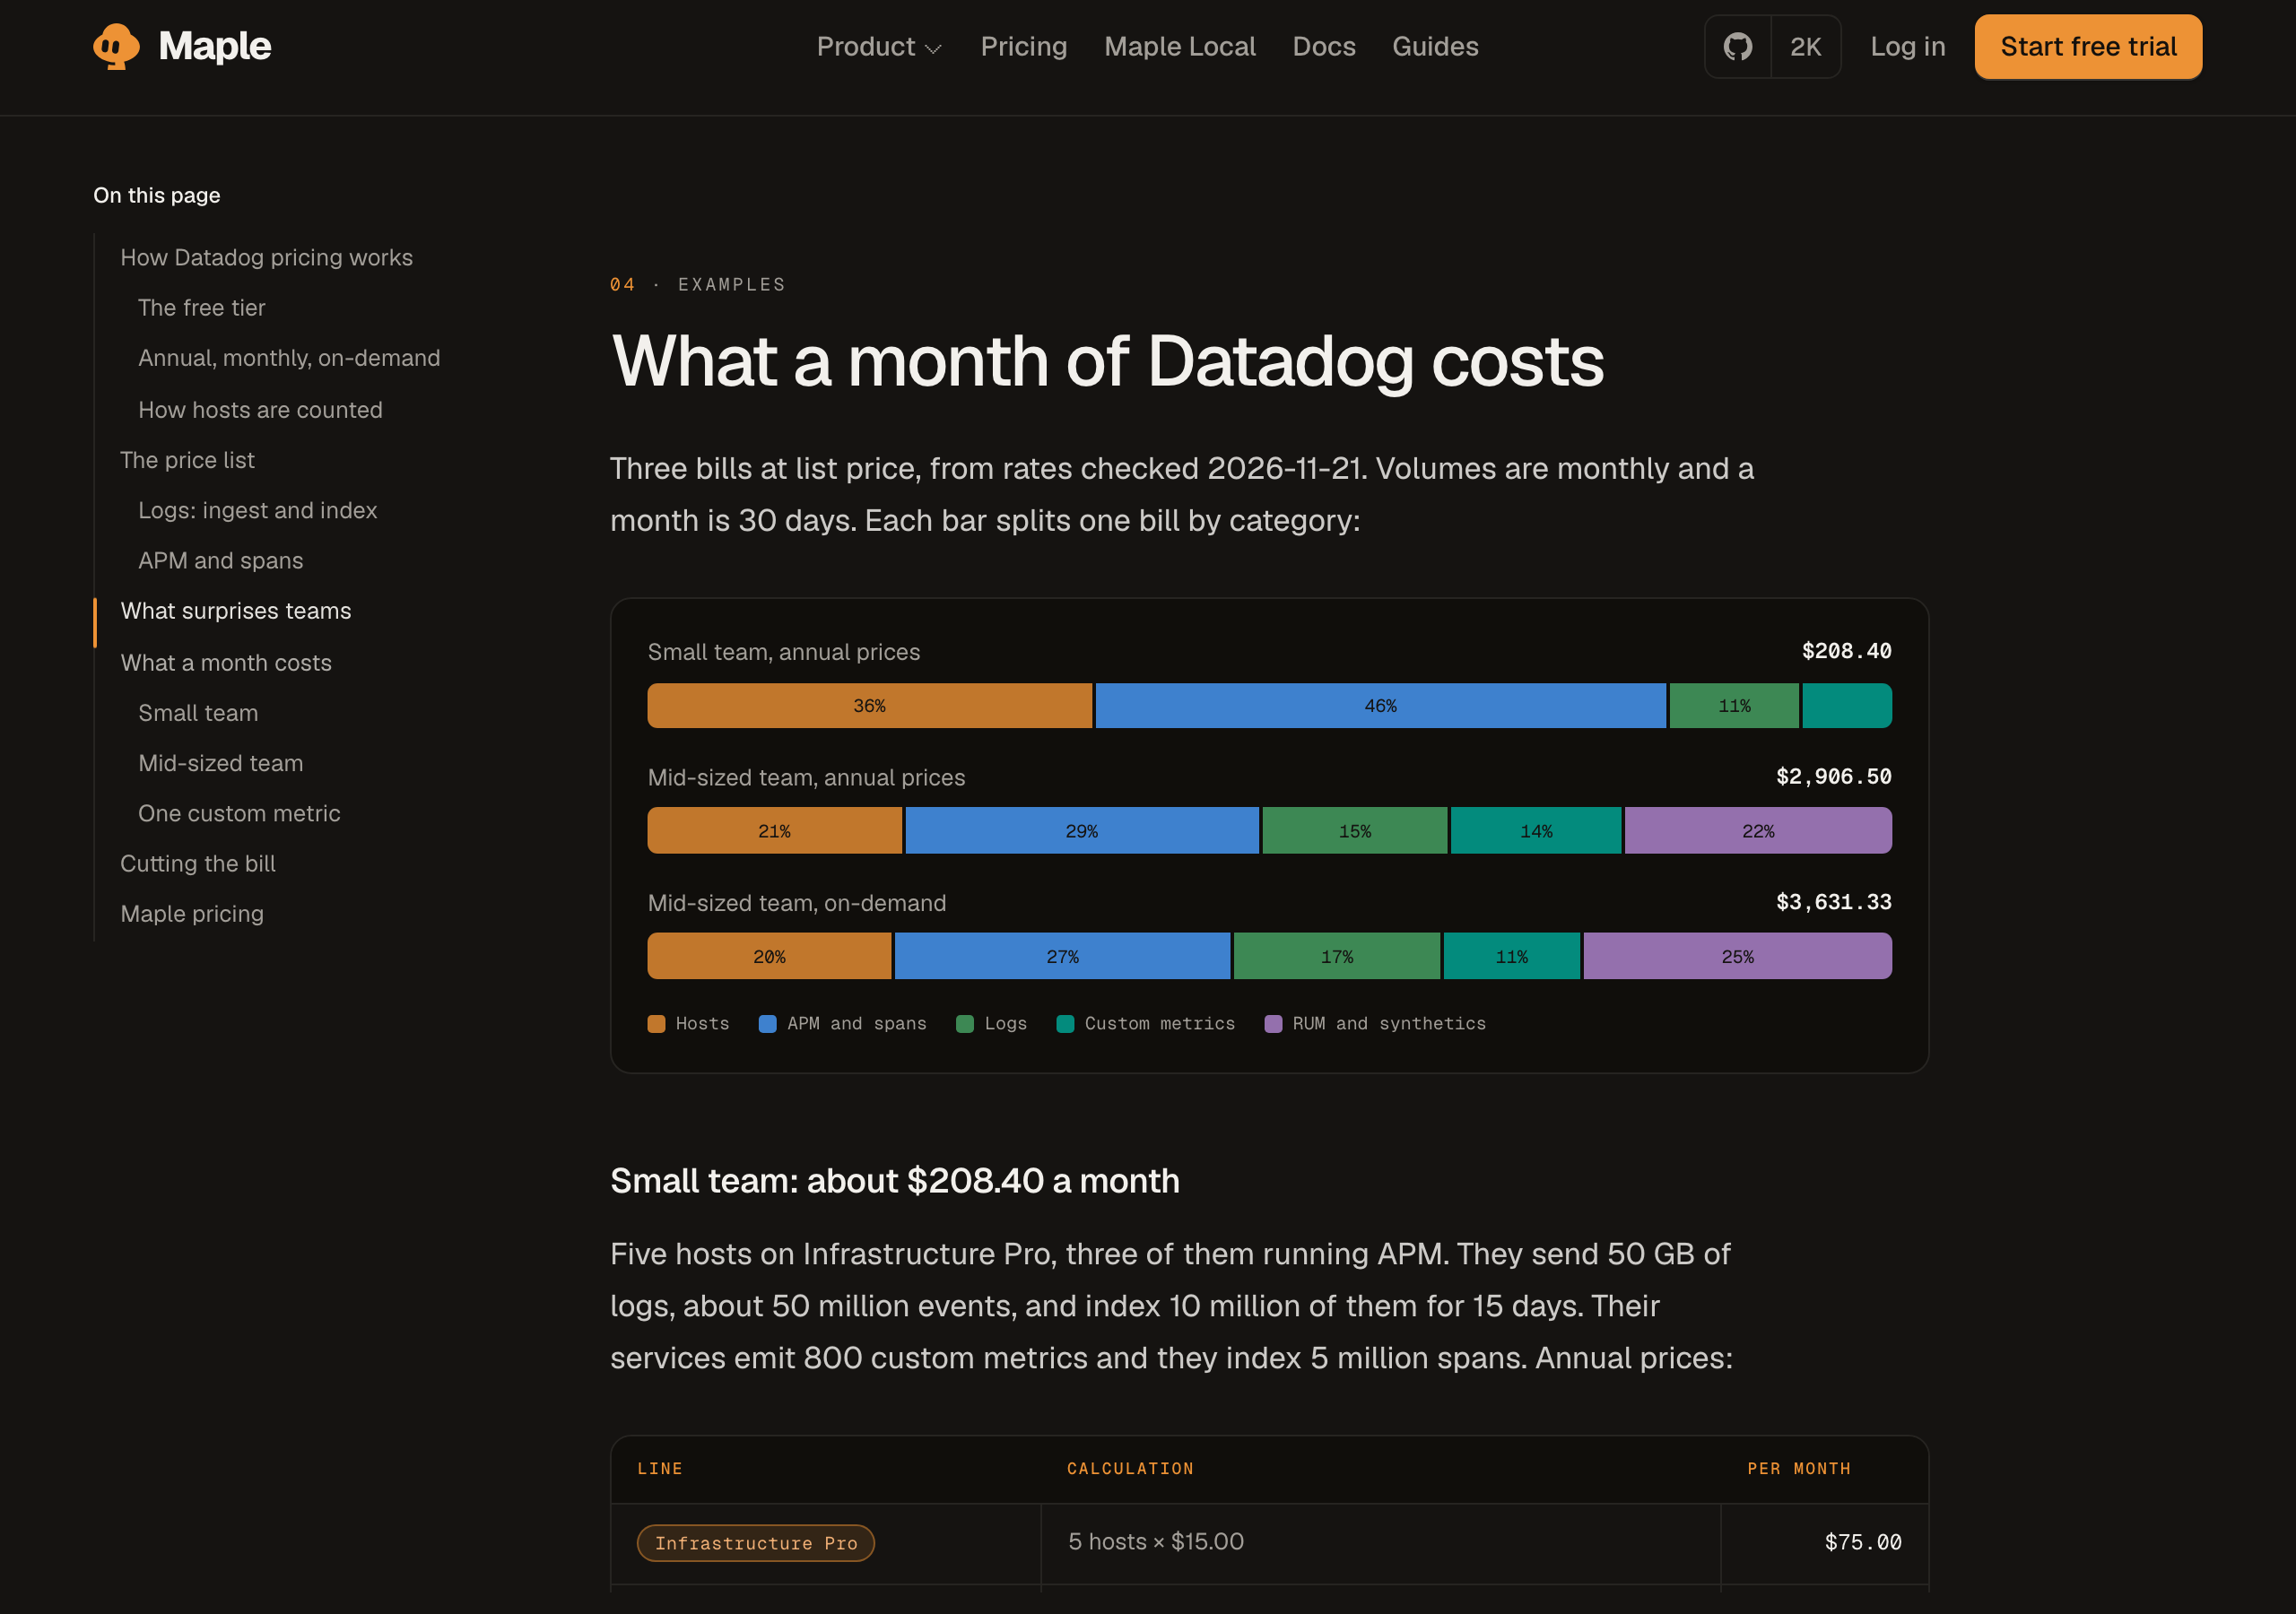 Maple
Product
Pricing
Maple Local
Docs
Guides
2K
Log in
Start free trial
On this page
How Datadog pricing works
The free tier
Annual, monthly, on-demand
How hosts are counted
The price list
Logs: ingest and index
APM and spans
What surprises teams
What a month costs
Small team
Mid-sized team
One custom metric
Cutting the bill
Maple pricing
04 · EXAMPLES
What a month of Datadog costs
Three bills at list price, from rates checked 2026-11-21. Volumes are monthly and a
month is 30 days. Each bar splits one bill by category:
Small team, annual prices $208.40
36% 46% 11%
Mid-sized team, annual prices $2,906.50
21% 29% 15% 14% 22%
Mid-sized team, on-demand $3,631.33
20% 27% 17% 11% 25%
Hosts APM and spans Logs Custom metrics RUM and synthetics
Small team: about $208.40 a month
Five hosts on Infrastructure Pro, three of them running APM. They send 50 GB of
logs, about 50 million events, and index 10 million of them for 15 days. Their
services emit 800 custom metrics and they index 5 million spans. Annual prices:
LINE CALCULATION PER MONTH
Infrastructure Pro 5 hosts × $15.00 $75.00